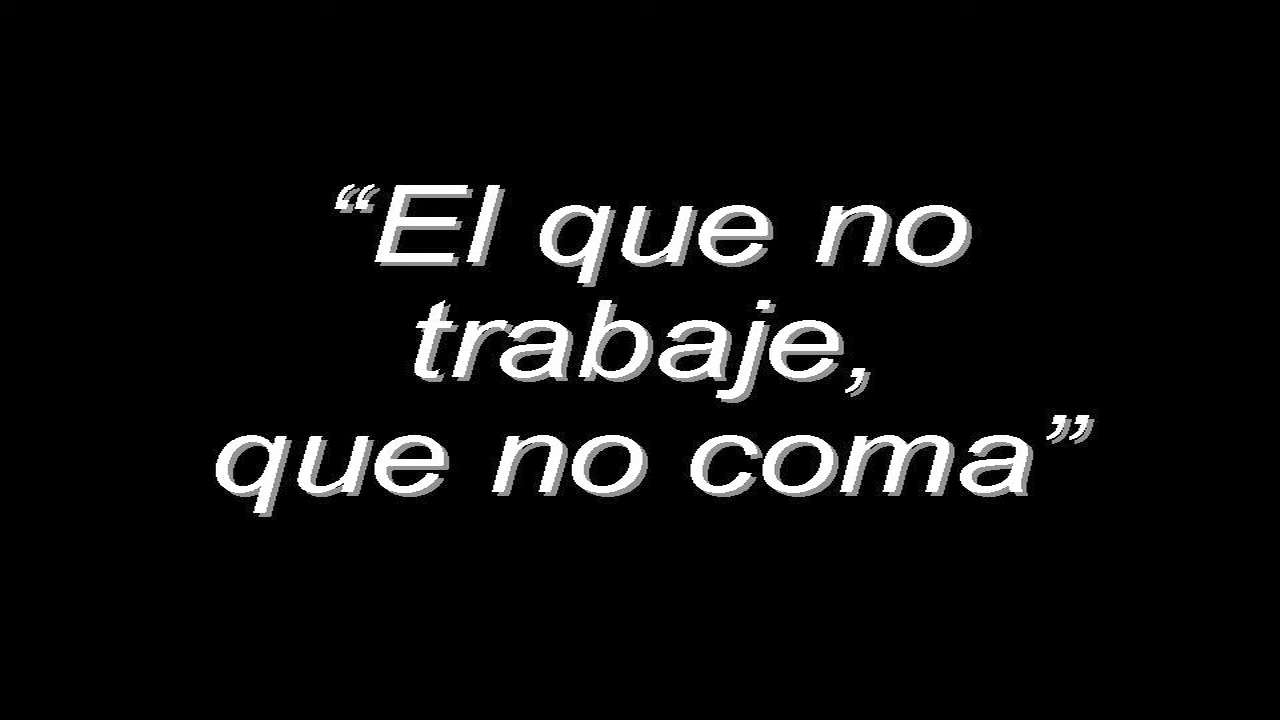 “El que no
trabaje,
que no coma”